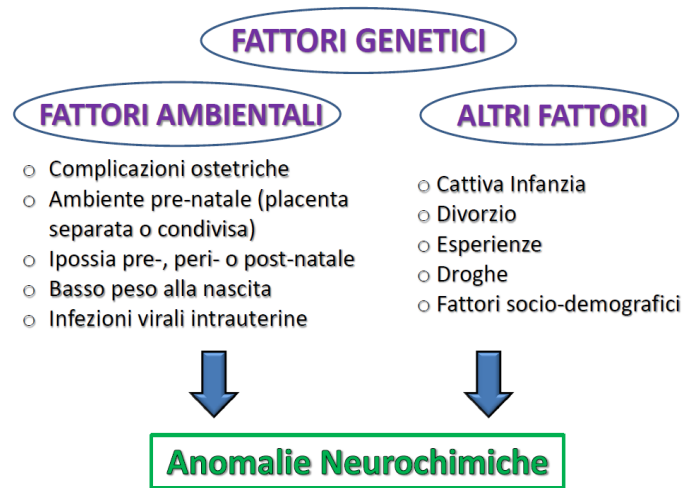 FATTORI GENETICI
FATTORI AMBIENTALI
Complicazioni ostetriche
Ambiente pre-natale (placenta
separata o condivisa)
Ipossia pre-, peri- o post-natale
Basso peso alla nascita
Infezioni virali intrauterine
ALTRI FATTORI
Cattiva Infanzia
Divorzio
Esperienze
Droghe
Fattori socio-demografici
Anomalie Neurochimiche